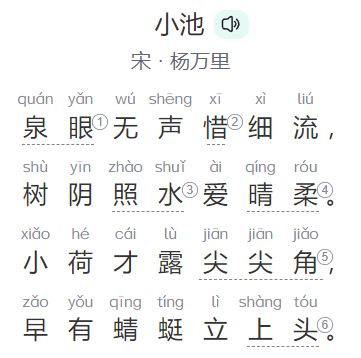 小池
宋 · 杨万里
quán yǎn wú shēng xī xì liú
泉眼①无声惜②细流，
shù yīn zhào shuǐ ài qíng róu
树阴照水③爱晴柔④。
xiǎo hé cái lù jiān jiān jiǎo
小荷才露尖尖角⑤，
zǎo yǒu qīng tíng lì shàng tóu
早有蜻蜓立上头⑥。